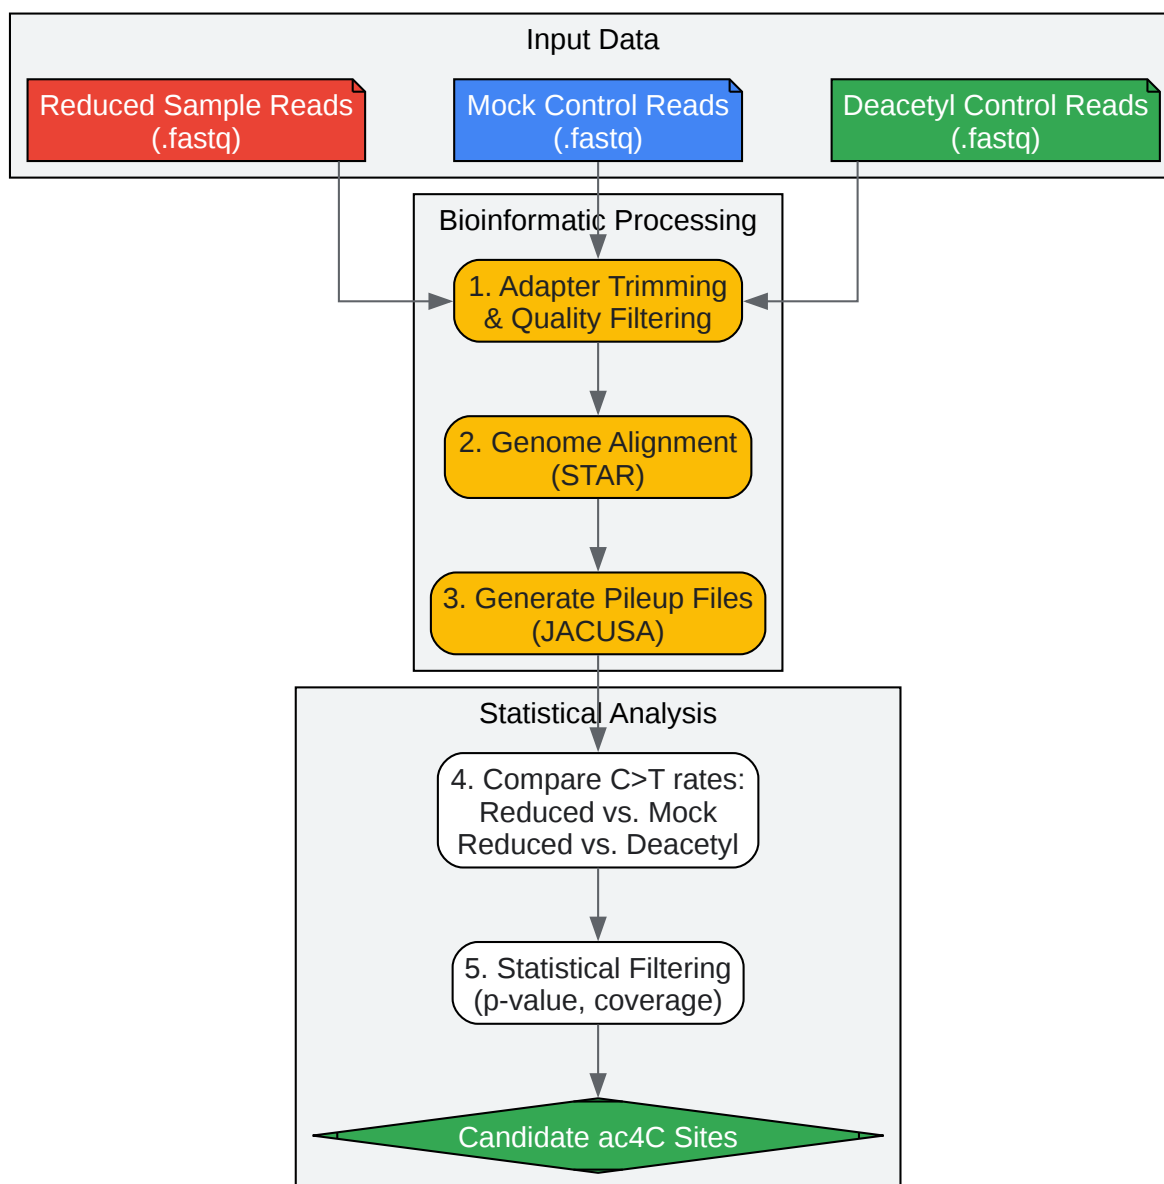 Input Data
Reduced Sample Reads
(.fastq)
Mock Control Reads
(.fastq)
Deacetyl Control Reads
(.fastq)
Bioinformatic Processing
1. Adapter Trimming
& Quality Filtering
2. Genome Alignment
(STAR)
3. Generate Pileup Files
(JACUSA)
Statistical Analysis
4. Compare C>T rates:
Reduced vs. Mock
Reduced vs. Deacetyl
5. Statistical Filtering
(p-value, coverage)
Candidate ac4C Sites